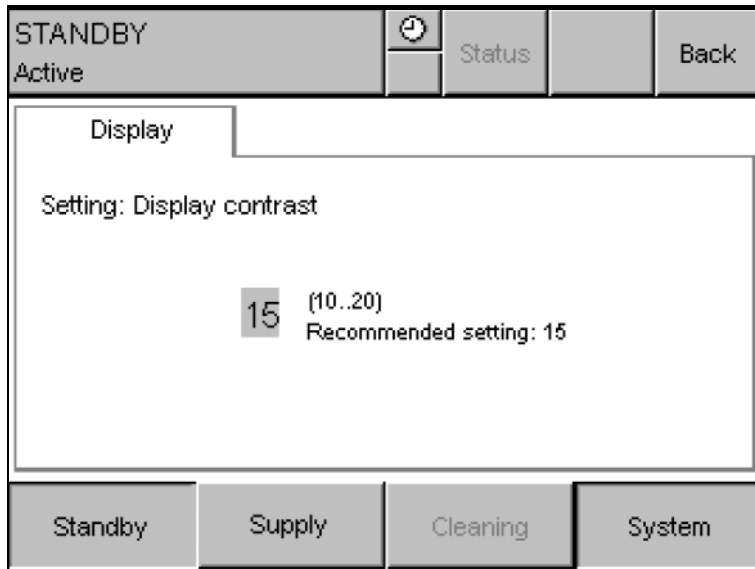 STANDBY
Active
Status
Back
Display
Setting: Display contrast
15
(10..20)
Recommended setting: 15
Standby
Supply
Cleaning
System